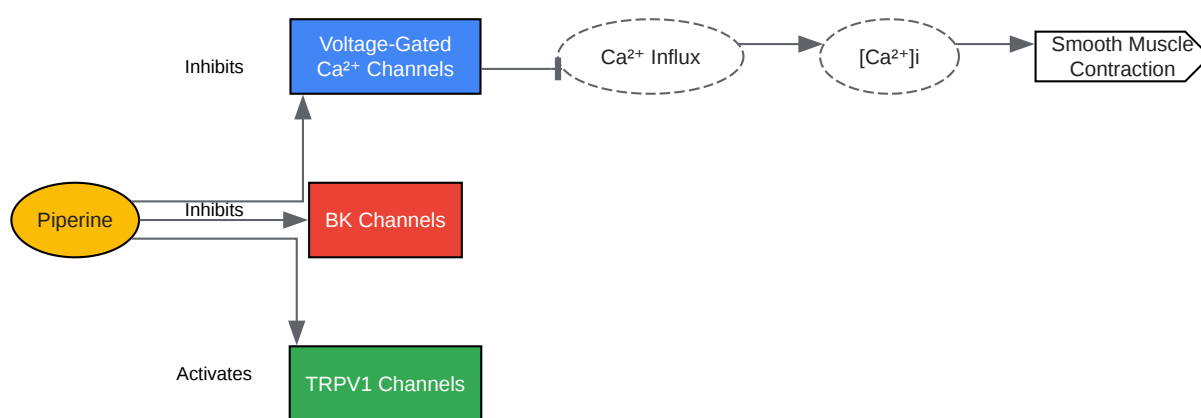 Inhibits
Voltage-Gated
Ca²⁺ Channels
Ca²⁺ Influx
[Ca²⁺]i
Smooth Muscle
Contraction
Piperine
Inhibits
BK Channels
Activates
TRPV1 Channels